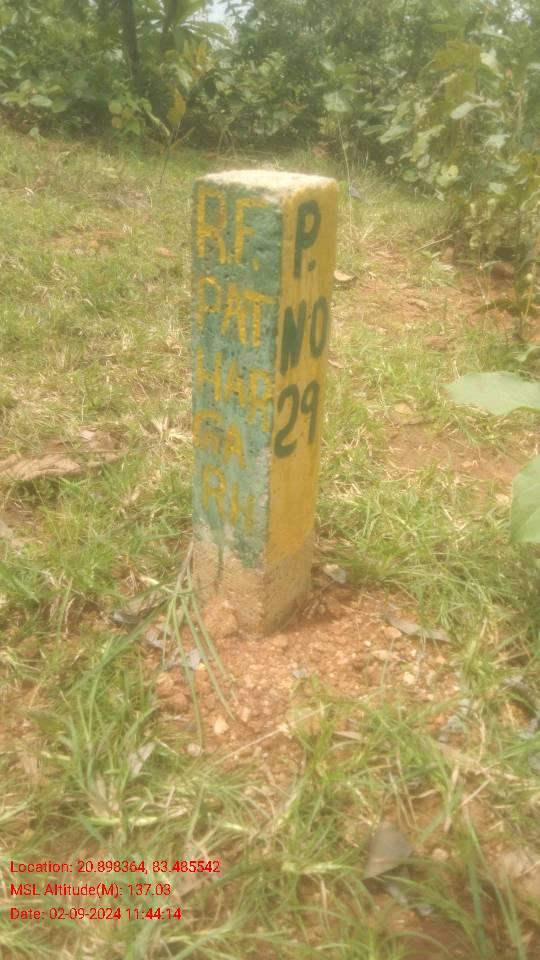 R.F.
PAT
HAR
GA
RH
P.
NO
29
Location: 20.898364, 83.485542
MSL Altitude(M): 137.03
Date: 02-09-2024 11:44:14